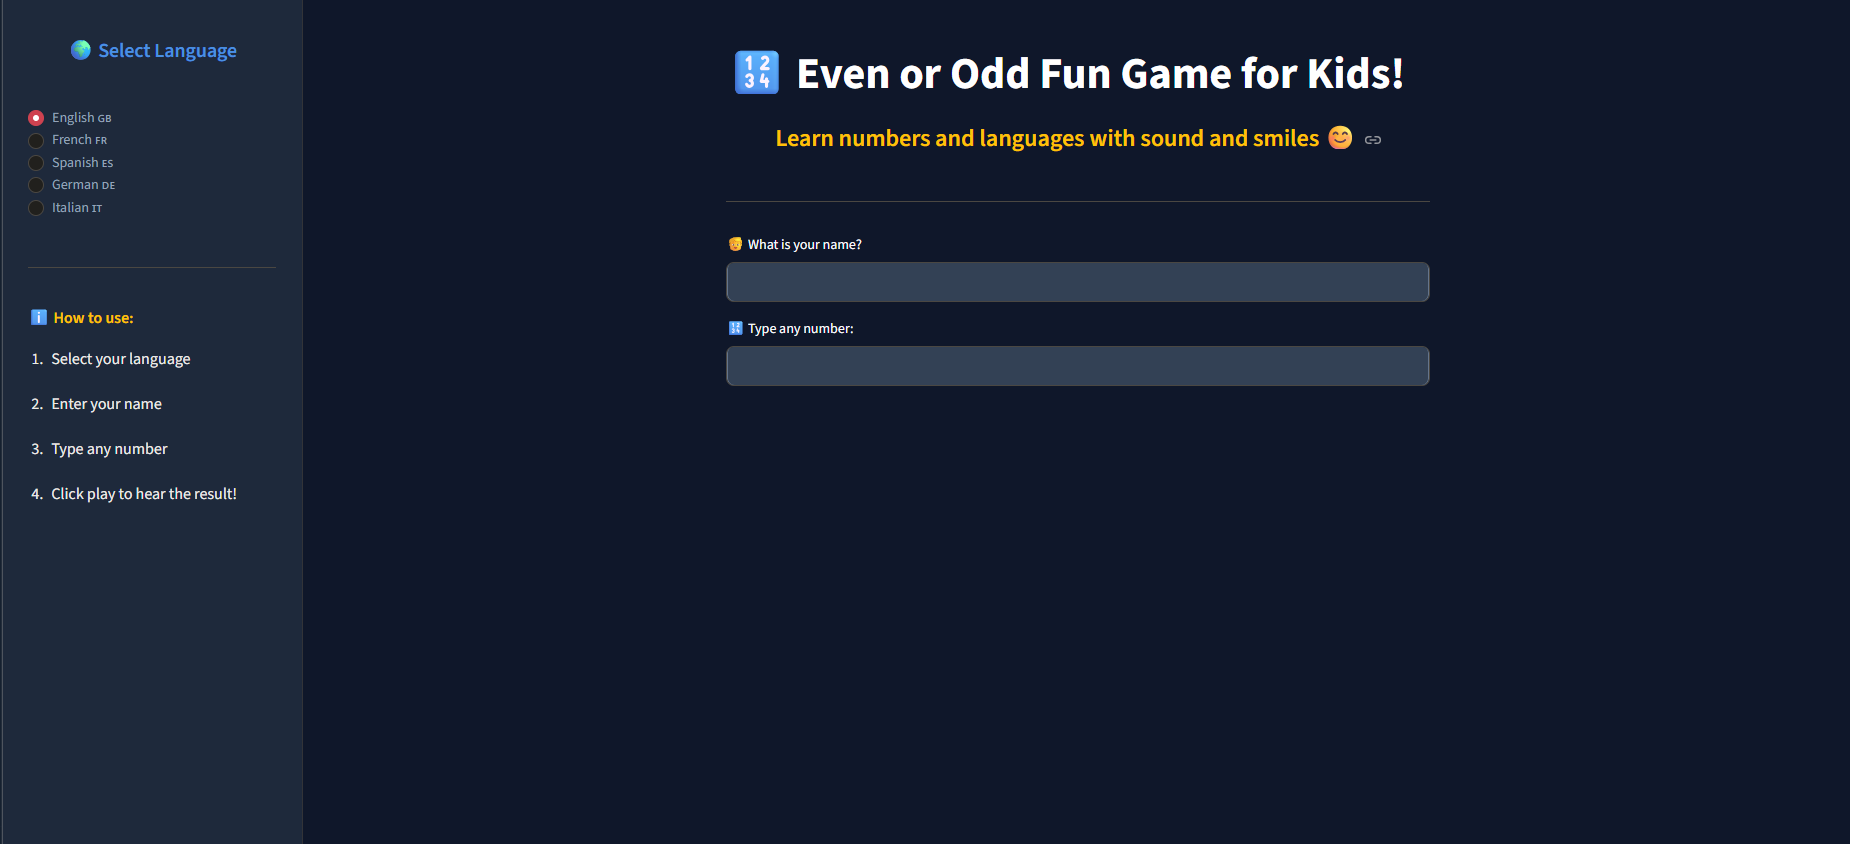 🌍 Select Language
English GB
French FR
Spanish ES
German DE
Italian IT
ℹ️ How to use:
1. Select your language
2. Enter your name
3. Type any number
4. Click play to hear the result!
🔢 Even or Odd Fun Game for Kids!
Learn numbers and languages with sound and smiles 😊
What is your name?
🔢 Type any number: